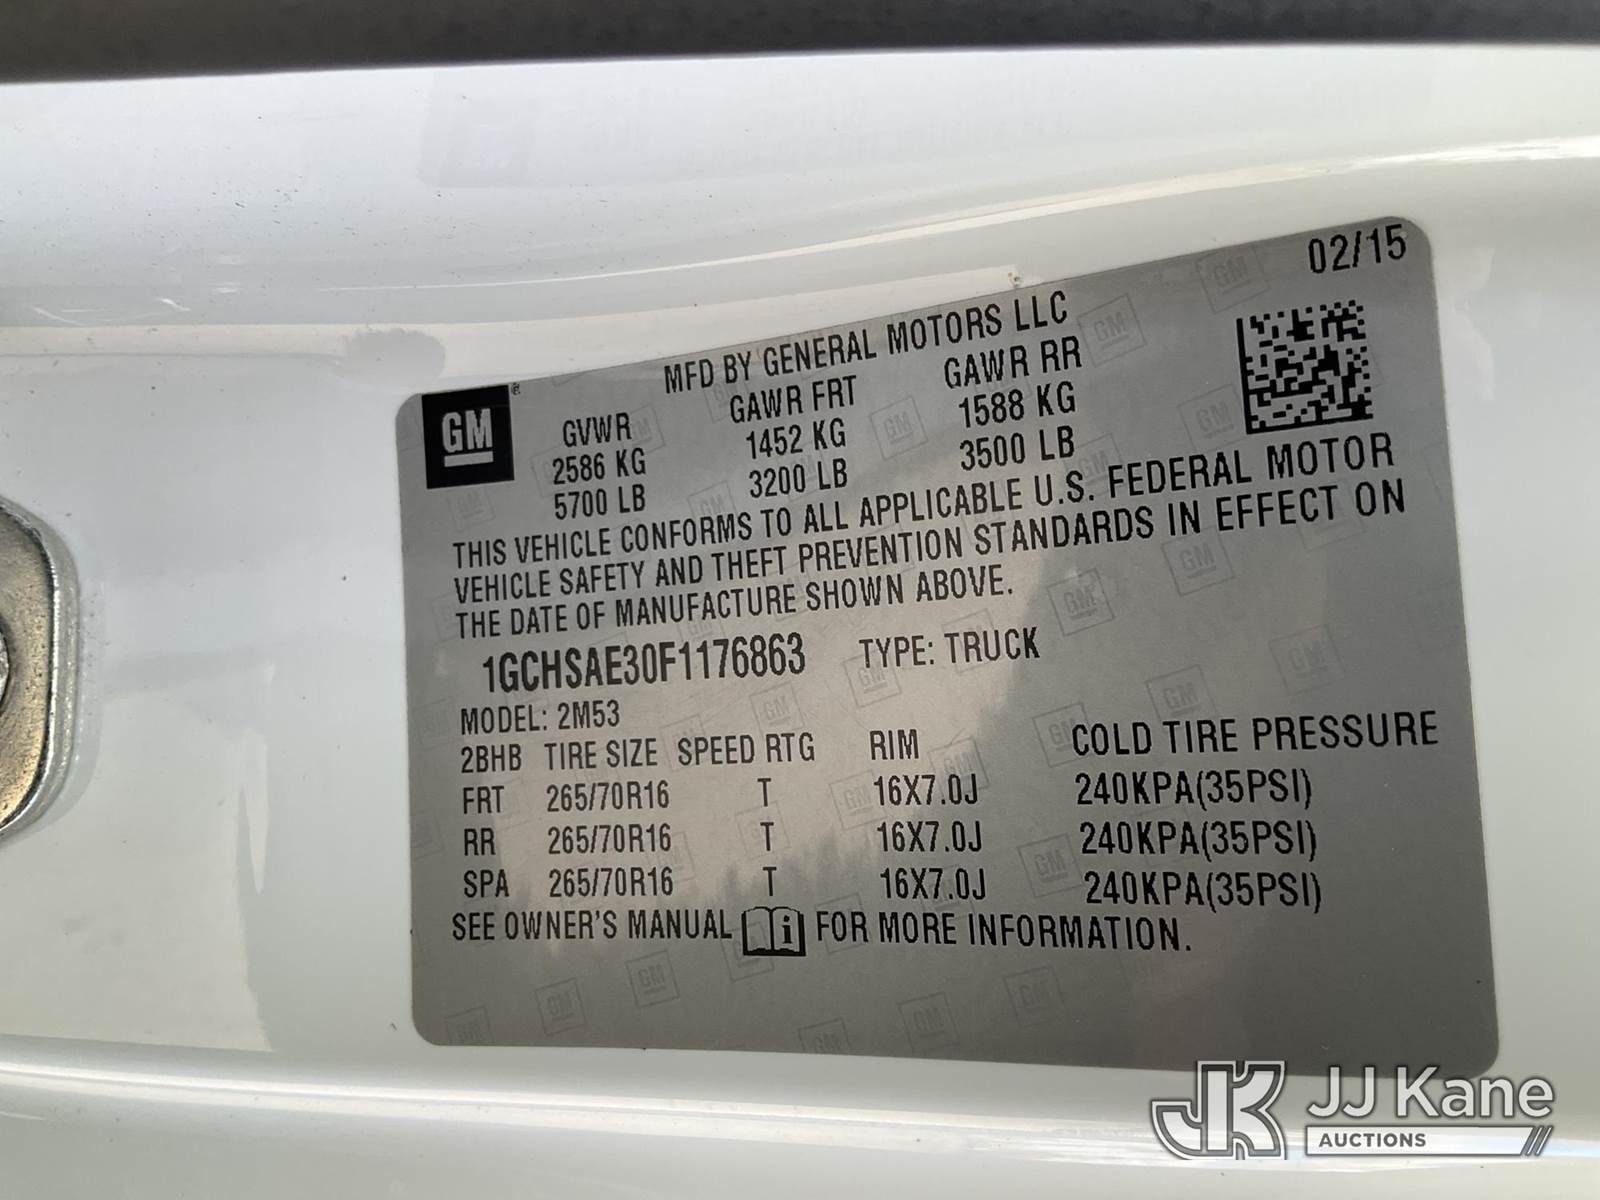 02/15
MFD BY GENERAL MOTORS LLC
GM®
GVWR GAWR FRT GAWR RR
2586 KG 1452 KG 1588 KG
5700 LB 3200 LB 3500 LB
THIS VEHICLE CONFORMS TO ALL APPLICABLE U.S. FEDERAL MOTOR
VEHICLE SAFETY AND THEFT PREVENTION STANDARDS IN EFFECT ON
THE DATE OF MANUFACTURE SHOWN ABOVE.
1GCHSAE30F1176863 TYPE: TRUCK
MODEL: 2M53
2BHB TIRE SIZE SPEED RTG RIM COLD TIRE PRESSURE
FRT 265/70R16 T 16X7.0J 240KPA(35PSI)
RR 265/70R16 T 16X7.0J 240KPA(35PSI)
SPA 265/70R16 T 16X7.0J 240KPA(35PSI)
SEE OWNER'S MANUAL i FOR MORE INFORMATION.
JK JJ Kane
AUCTIONS